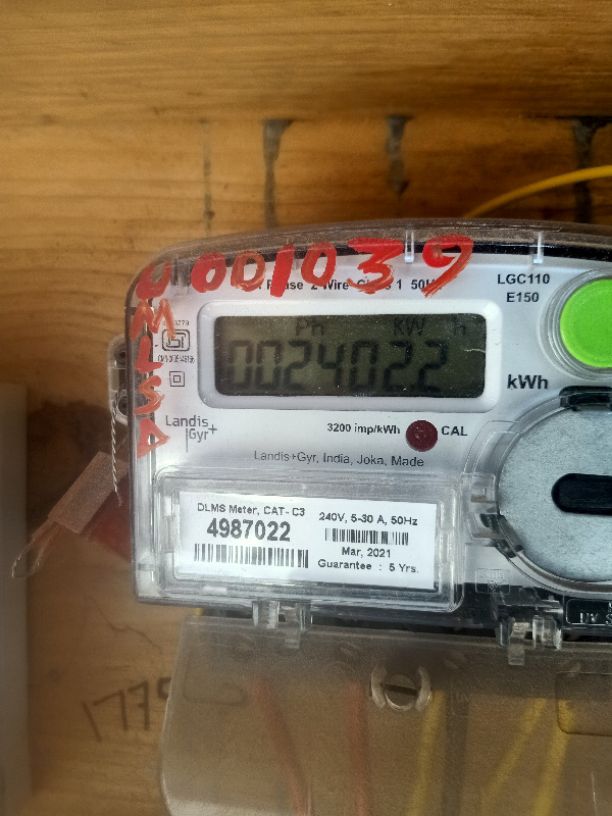 001039
LGC110
E150
Ph kW h
0024022
kWh
Landis
Gyr+
3200 imp/kWh
CAL
Landis+Gyr, India, Joka, Made
DLMS Meter, CAT- C3
4987022
240V, 5-30 A, 50Hz
Mar, 2021
Guarantee : 5 Yrs.